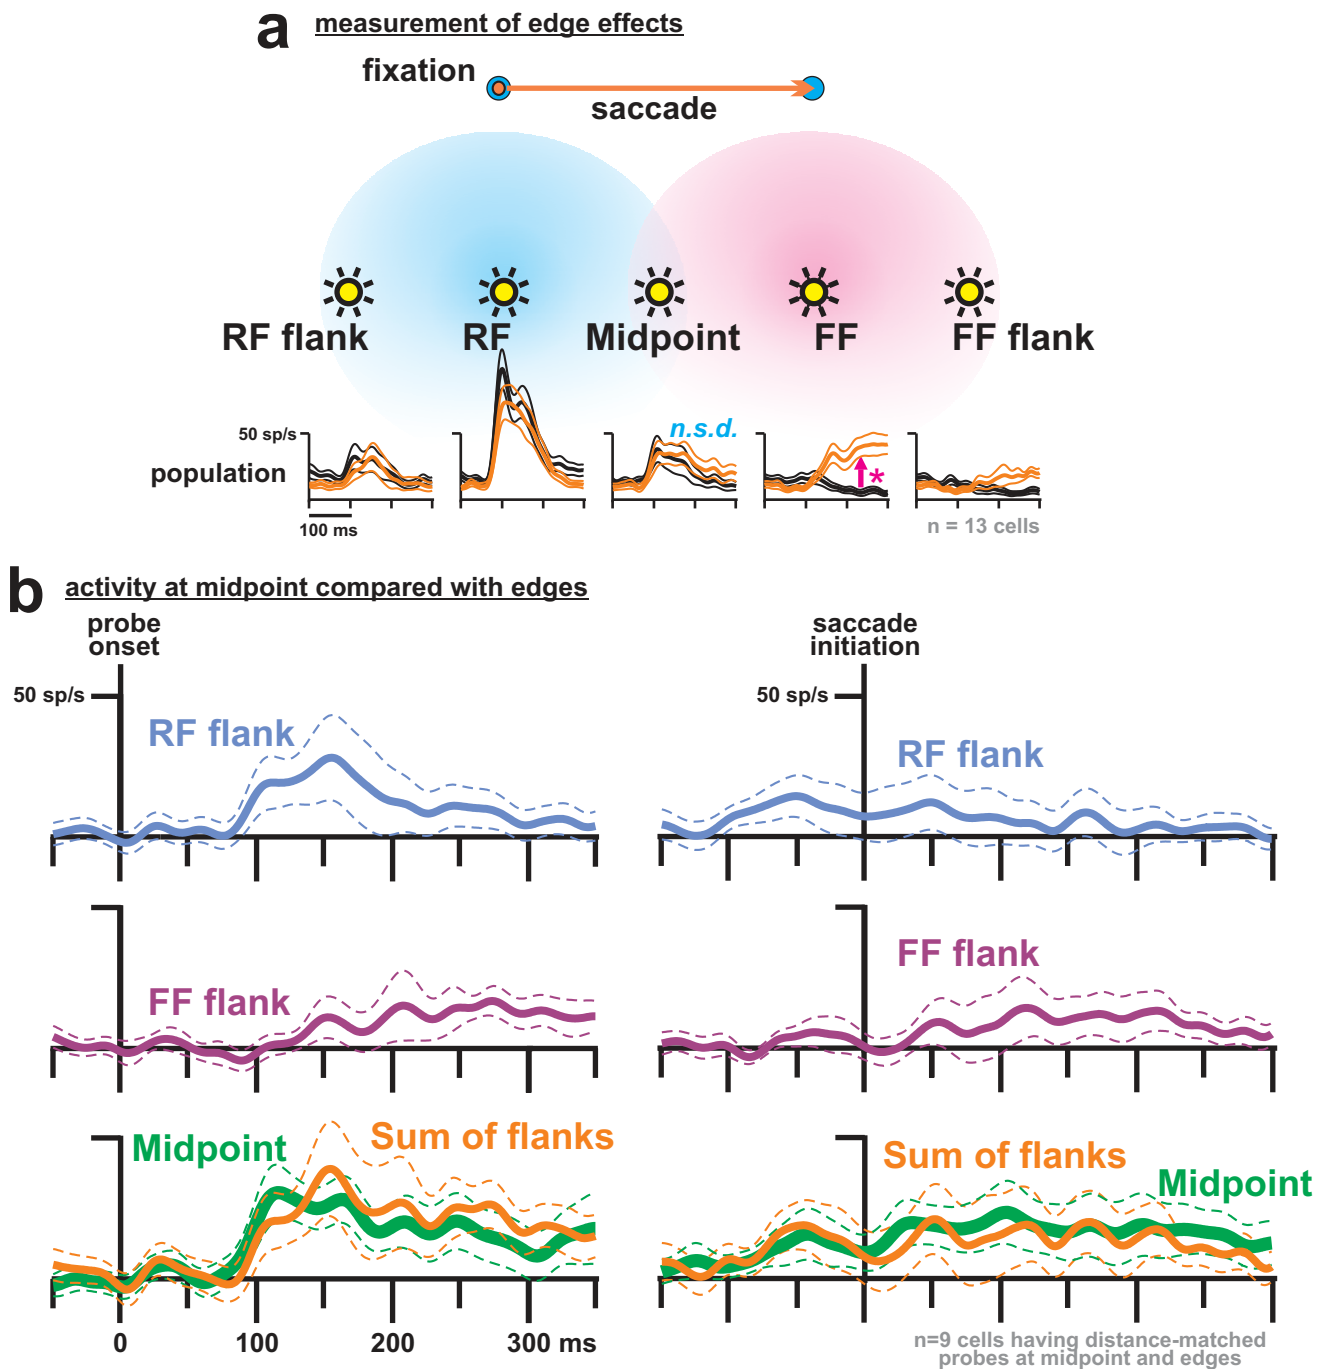 a measurement of edge effects
fixation
saccade
RF flank RF Midpoint FF FF flank
50 sp/s
n.s.d.
population
*
100 ms
n = 13 cells
b activity at midpoint compared with edges
probe
onset
saccade
initiation
50 sp/s
50 sp/s
RF flank
RF flank
FF flank
FF flank
Midpoint
Sum of flanks
Sum of flanks
Midpoint
0 100 200 300 ms
n=9 cells having distance-matched
probes at midpoint and edges